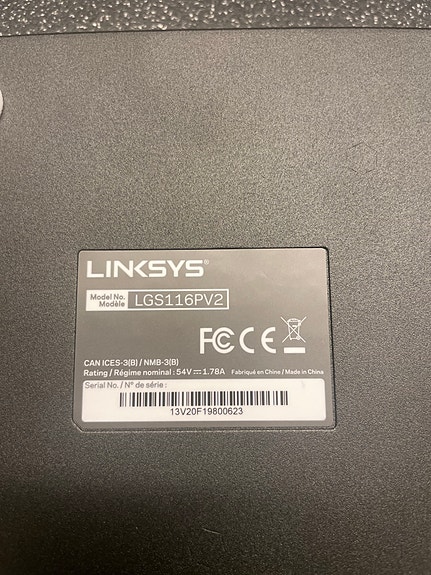 LINKSYS®
Model No.
Modèle
LGS116PV2
FC CE
CAN ICES-3(B) / NMB-3(B)
Rating / Régime nominal : 54V⎓1.78A Fabriqué en Chine / Made in China
Serial No. / Nº de série :
13V20F19800623